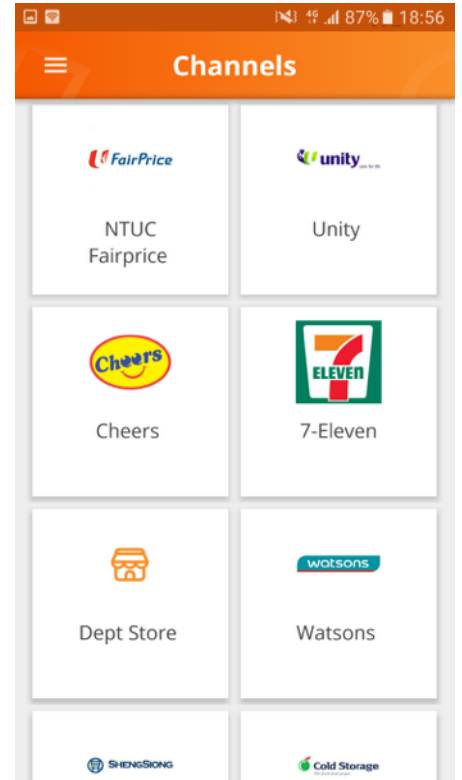 4G 87% 18:56
Channels
FairPrice
unity
NTUC
Fairprice
Unity
Cheers
7
ELEVEN
Cheers
7-Eleven
watsons
Dept Store
Watsons
SHENGSIONG
Cold Storage